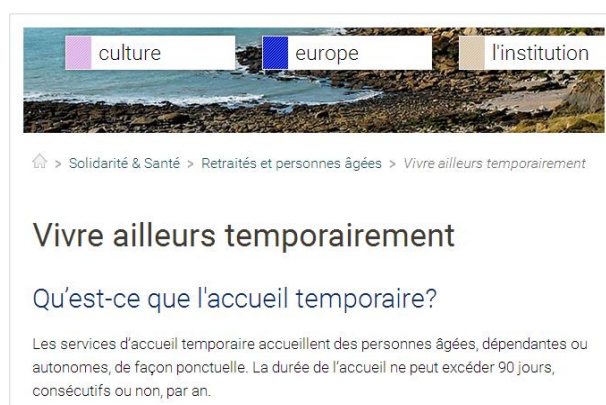 culture europe l'institution
> Solidarité & Santé > Retraités et personnes âgées > Vivre ailleurs temporairement
Vivre ailleurs temporairement
Qu’est-ce que l'accueil temporaire?
Les services d’accueil temporaire accueillent des personnes âgées, dépendantes ou
autonomes, de façon ponctuelle. La durée de l’accueil ne peut excéder 90 jours,
consécutifs ou non, par an.